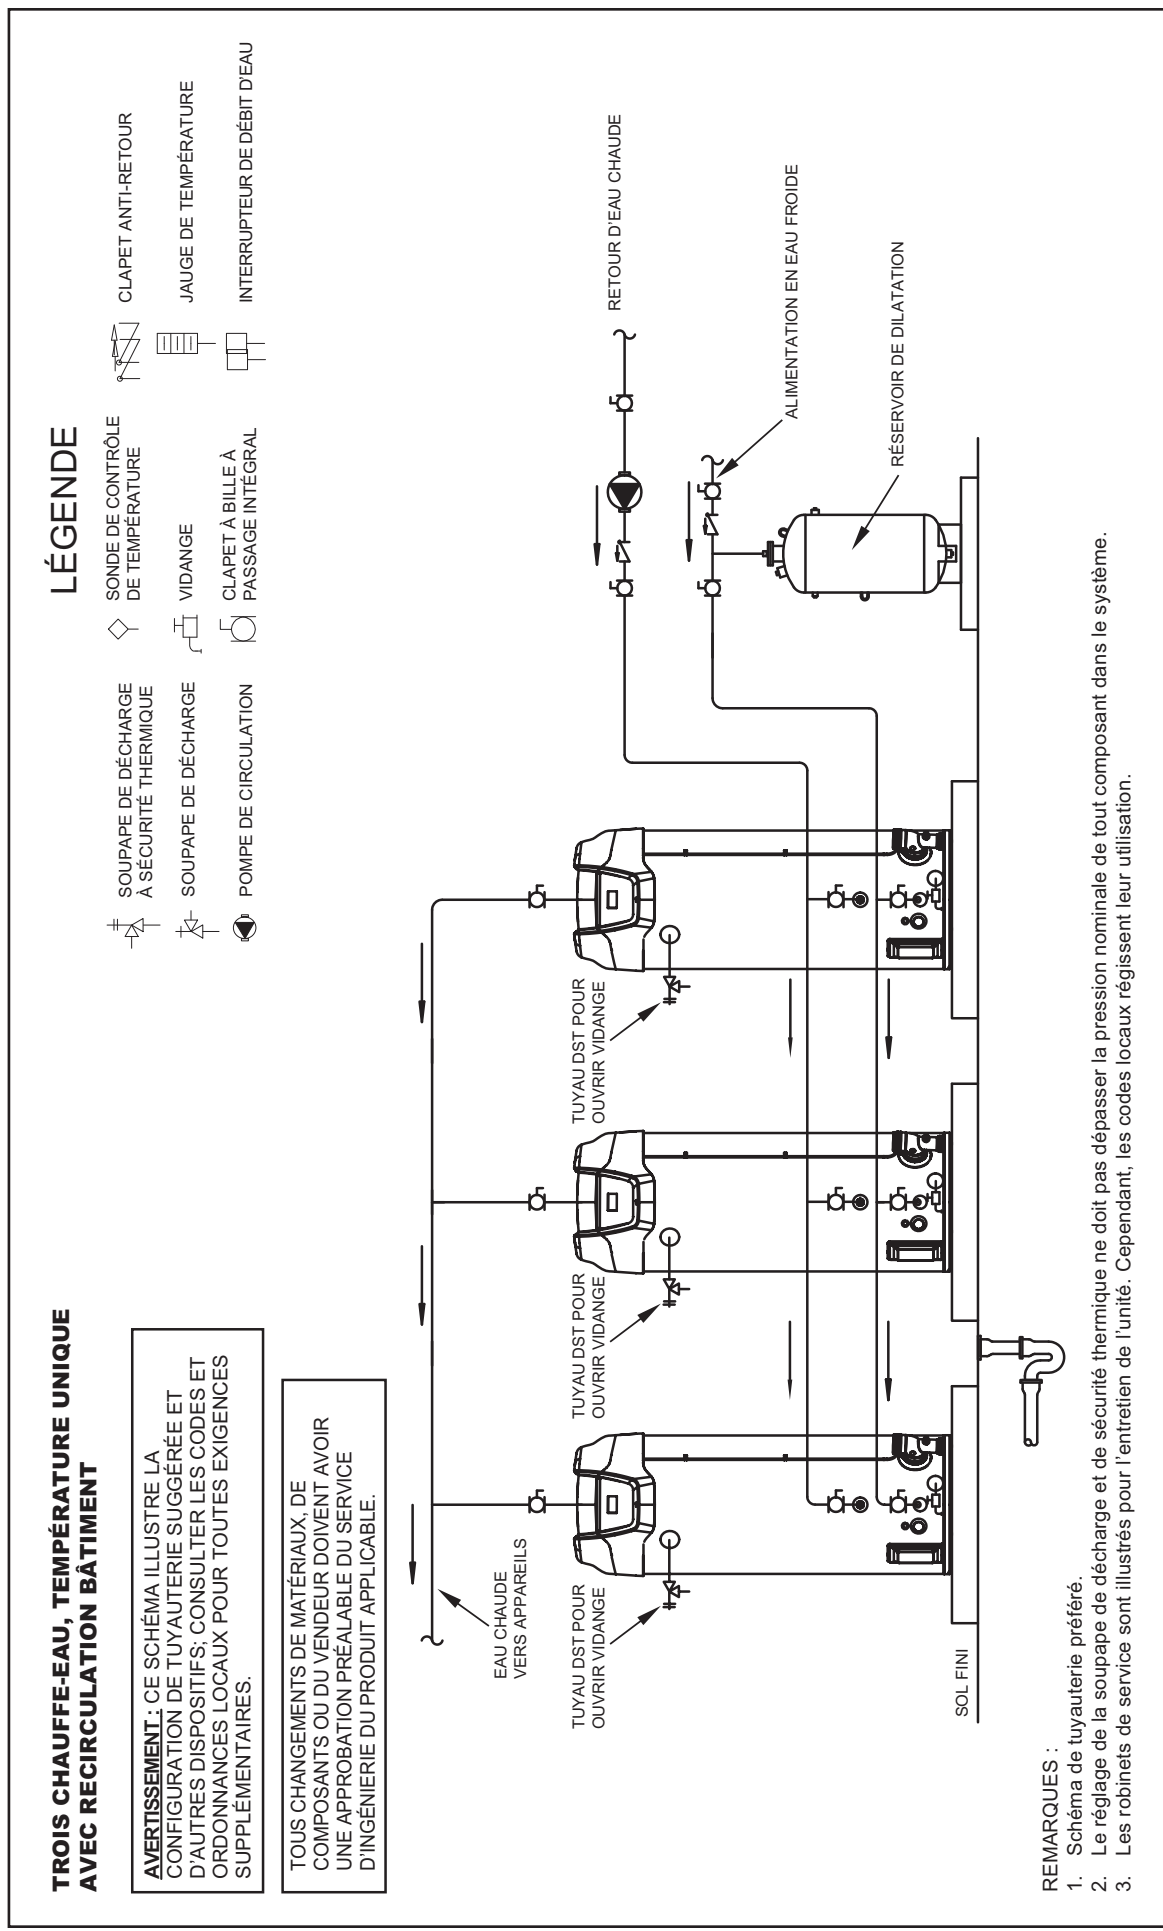 TROIS CHAUFFE-EAU, TEMPÉRATURE UNIQUE
AVEC RECIRCULATION BÂTIMENT
AVERTISSEMENT : CE SCHÉMA ILLUSTRE LA
CONFIGURATION DE TUYAUTERIE SUGGÉRÉE ET
D'AUTRES DISPOSITIFS; CONSULTER LES CODES ET
ORDONNANCES LOCAUX POUR TOUTES EXIGENCES
SUPPLÉMENTAIRES.
TOUS CHANGEMENTS DE MATÉRIAUX, DE
COMPOSANTS OU DU VENDEUR DOIVENT AVOIR
UNE APPROBATION PRÉALABLE DU SERVICE
D'INGÉNIERIE DU PRODUIT APPLICABLE.
LÉGENDE
SOUPAPE DE DÉCHARGE
À SÉCURITÉ THERMIQUE
SOUPAPE DE DÉCHARGE
POMPE DE CIRCULATION
SONDE DE CONTRÔLE
DE TEMPÉRATURE
VIDANGE
CLAPET À BILLE À
PASSAGE INTÉGRAL
CLAPET ANTI-RETOUR
JAUGE DE TEMPÉRATURE
INTERRUPTEUR DE DÉBIT D'EAU
EAU CHAUDE
VERS APPAREILS
TUYAU DST POUR
OUVRIR VIDANGE
TUYAU DST POUR
OUVRIR VIDANGE
TUYAU DST POUR
OUVRIR VIDANGE
RETOUR D'EAU CHAUDE
ALIMENTATION EN EAU FROIDE
RÉSERVOIR DE DILATATION
SOL FINI
REMARQUES :
1. Schéma de tuyauterie préféré.
2. Le réglage de la soupape de décharge et de sécurité thermique ne doit pas dépasser la pression nominale de tout composant dans le système.
3. Les robinets de service sont illustrés pour l'entretien de l'unité. Cependant, les codes locaux régissent leur utilisation.